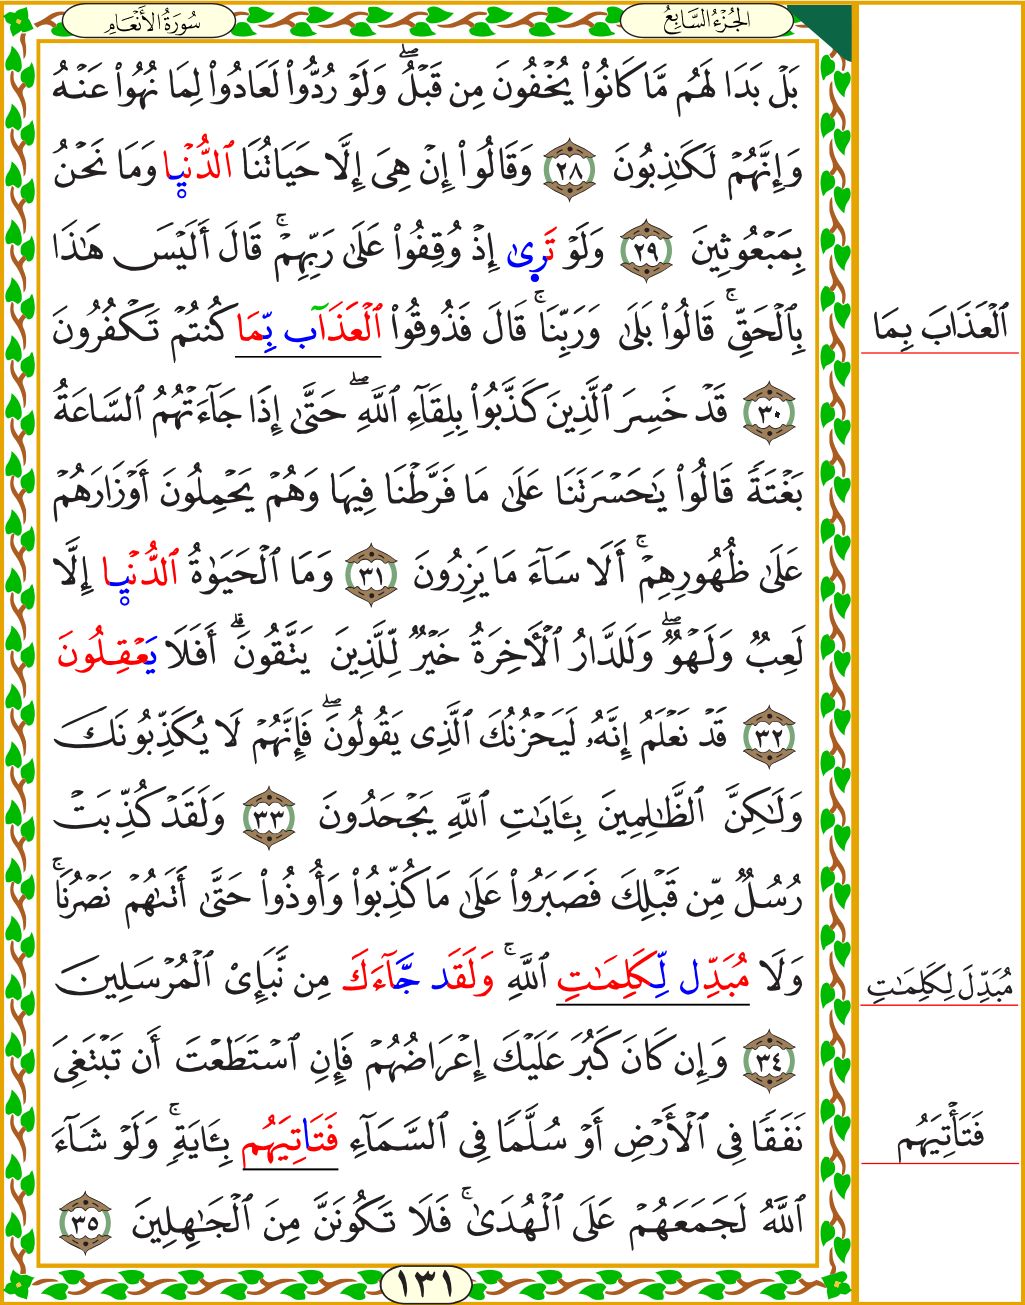 سُورَةُ الأَنْعَامِ
الجُزْءُ السَّابِعُ
بَلْ بَدَا لَهُم مَّا كَانُوا۟ يُخْفُونَ مِن قَبْلُ ۖ وَلَوْ رُدُّوا۟ لَعَادُوا۟ لِمَا نُهُوا۟ عَنْهُ
وَإِنَّهُمْ لَكَـٰذِبُونَ ٢٨ وَقَالُوٓا۟ إِنْ هِىَ إِلَّا حَيَاتُنَا ٱلدُّنْيٜا وَمَا نَحْنُ
بِمَبْعُوثِينَ ٢٩ وَلَوْ تَرٜىٰ إِذْ وُقِفُوا۟ عَلَىٰ رَبِّهِمْ ۚ قَالَ أَلَيْسَ هَـٰذَا
بِٱلْحَقِّ ۚ قَالُوا۟ بَلَىٰ وَرَبِّنَا ۚ قَالَ فَذُوقُوا۟ ٱلْعَذَآب بِّمَا كُنتُمْ تَكْفُرُونَ
ٱلْعَذَابَ بِمَا
٣٠ قَدْ خَسِرَ ٱلَّذِينَ كَذَّبُوا۟ بِلِقَآءِ ٱللَّهِ ۖ حَتَّىٰٓ إِذَا جَآءَتْهُمُ ٱلسَّاعَةُ
بَغْتَةً قَالُوا۟ يَـٰحَسْرَتَنَا عَلَىٰ مَا فَرَّطْنَا فِيهَا وَهُمْ يَحْمِلُونَ أَوْزَارَهُمْ
عَلَىٰ ظُهُورِهِمْ ۚ أَلَا سَآءَ مَا يَزِرُونَ ٣١ وَمَا ٱلْحَيَوٰةُ ٱلدُّنْيٜا إِلَّا
لَعِبٌ وَلَهْوٌ ۖ وَلَلدَّارُ ٱلْـَٔاخِرَةُ خَيْرٌ لِّلَّذِينَ يَتَّقُونَ ۗ أَفَلَا يَعْقِلُونَ
٣٢ قَدْ نَعْلَمُ إِنَّهُۥ لَيَحْزُنُكَ ٱلَّذِى يَقُولُونَ ۖ فَإِنَّهُمْ لَا يُكَذِّبُونَكَ
وَلَـٰكِنَّ ٱلظَّـٰلِمِينَ بِـَٔايَـٰتِ ٱللَّهِ يَجْحَدُونَ ٣٣ وَلَقَدْ كُذِّبَتْ
رُسُلٌ مِّن قَبْلِكَ فَصَبَرُوا۟ عَلَىٰ مَا كُذِّبُوا۟ وَأُوذُوا۟ حَتَّىٰٓ أَتَىٰهُمْ نَصْرُنَا ۚ
وَلَا مُبَدِّل لِّكَلِمَـٰتِ ٱللَّهِ ۚ وَلَقَد جَّآءَكَ مِن نَّبَإِى۟ ٱلْمُرْسَلِينَ
مُبَدِّلَ لِكَلِمَـٰتِ
٣٤ وَإِن كَانَ كَبُرَ عَلَيْكَ إِعْرَاضُهُمْ فَإِنِ ٱسْتَطَعْتَ أَن تَبْتَغِىَ
نَفَقًا فِى ٱلْأَرْضِ أَوْ سُلَّمًا فِى ٱلسَّمَآءِ فَتَاتِيَهُم بِـَٔايَةٍ ۚ وَلَوْ شَآءَ
فَتَأْتِيَهُم
ٱللَّهُ لَجَمَعَهُمْ عَلَى ٱلْهُدَىٰ ۚ فَلَا تَكُونَنَّ مِنَ ٱلْجَـٰهِلِينَ ٣٥
١٣١